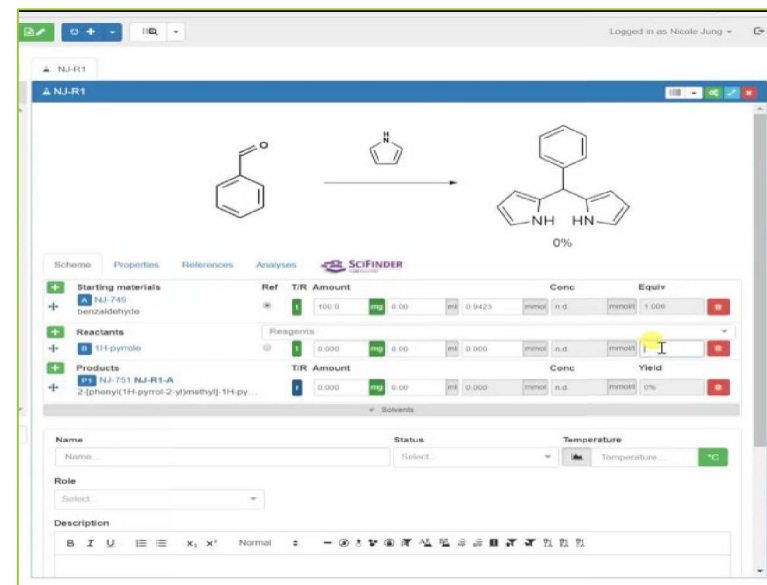 Logged in as Nicole Jung
NJ-R1
NJ-R1
O
H
N
NH HN
0%
Scheme Properties References Analyses SCIFINDER
Starting materials Ref T/R Amount Conc Equiv
A NJ-749 t 100.0 mg 0.00 ml 0.9423 mmol n.d. mmol/l 1.000
benzaldehyde
Reactants Reagents
B 1H-pyrrole t 0.000 mg 0.00 ml 0.000 mmol n.d. mmol/l
Products T/R Amount Conc Yield
P1 NJ-751 NJ-R1-A t 0.000 mg 0.00 ml 0.000 mmol n.d. mmol/l 0%
2-[phenyl(1H-pyrrol-2-yl)methyl]-1H-py...
Solvents
Name Status Temperature
Name... Select... Temperature... °C
Role
Select...
Description
B I U x₂ x² Normal